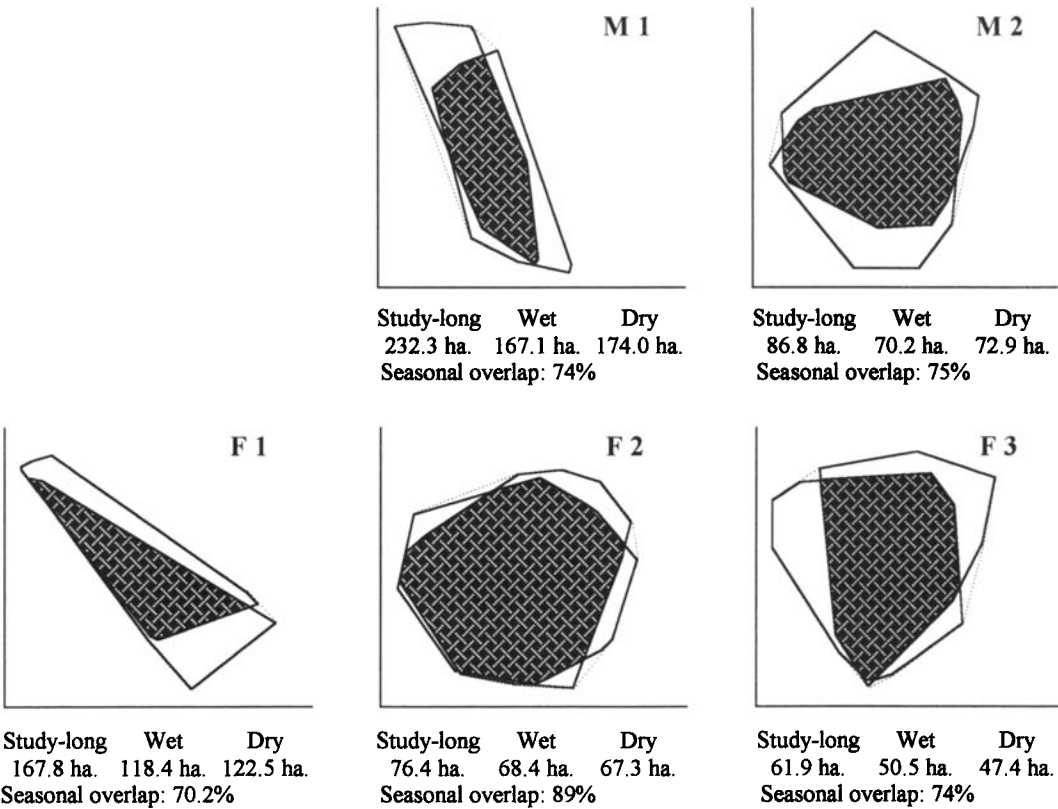 M 1
M 2
Study-long Wet Dry
232.3 ha. 167.1 ha. 174.0 ha.
Seasonal overlap: 74%
Study-long Wet Dry
86.8 ha. 70.2 ha. 72.9 ha.
Seasonal overlap: 75%
F 1
F 2
F 3
Study-long Wet Dry
167.8 ha. 118.4 ha. 122.5 ha.
Seasonal overlap: 70.2%
Study-long Wet Dry
76.4 ha. 68.4 ha. 67.3 ha.
Seasonal overlap: 89%
Study-long Wet Dry
61.9 ha. 50.5 ha. 47.4 ha.
Seasonal overlap: 74%